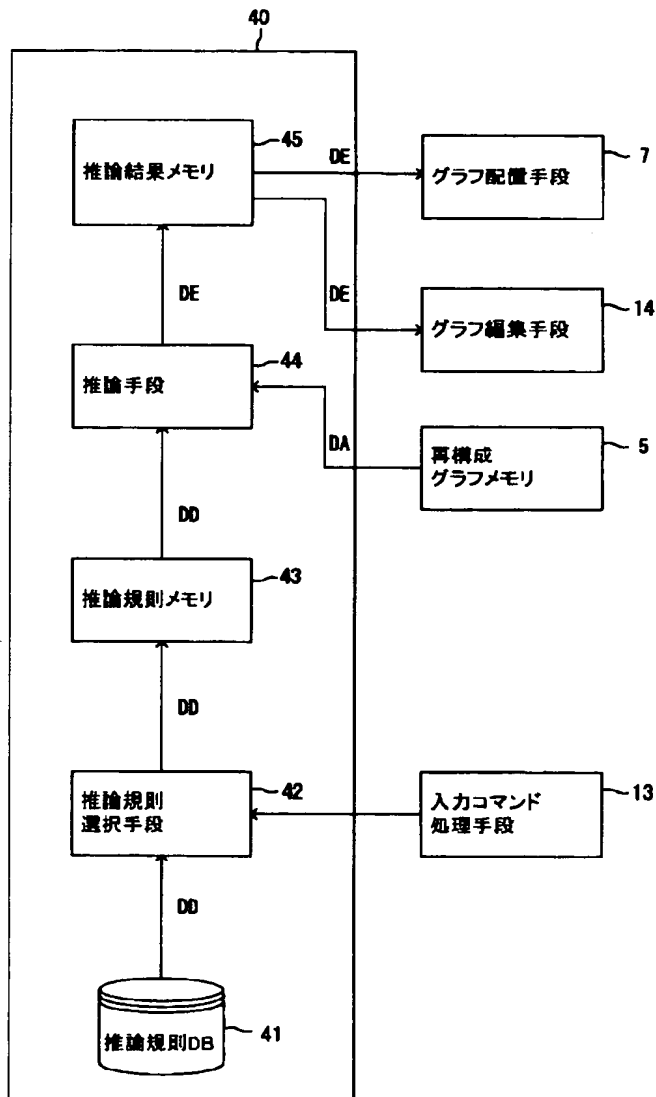 40
推論結果メモリ
45
DE
グラフ配置手段
7
DE
DE
グラフ編集手段
14
推論手段
44
DA
再構成
グラフメモリ
5
DD
推論規則メモリ
43
DD
推論規則
選択手段
42
入力コマンド
処理手段
13
DD
推論規則DB
41